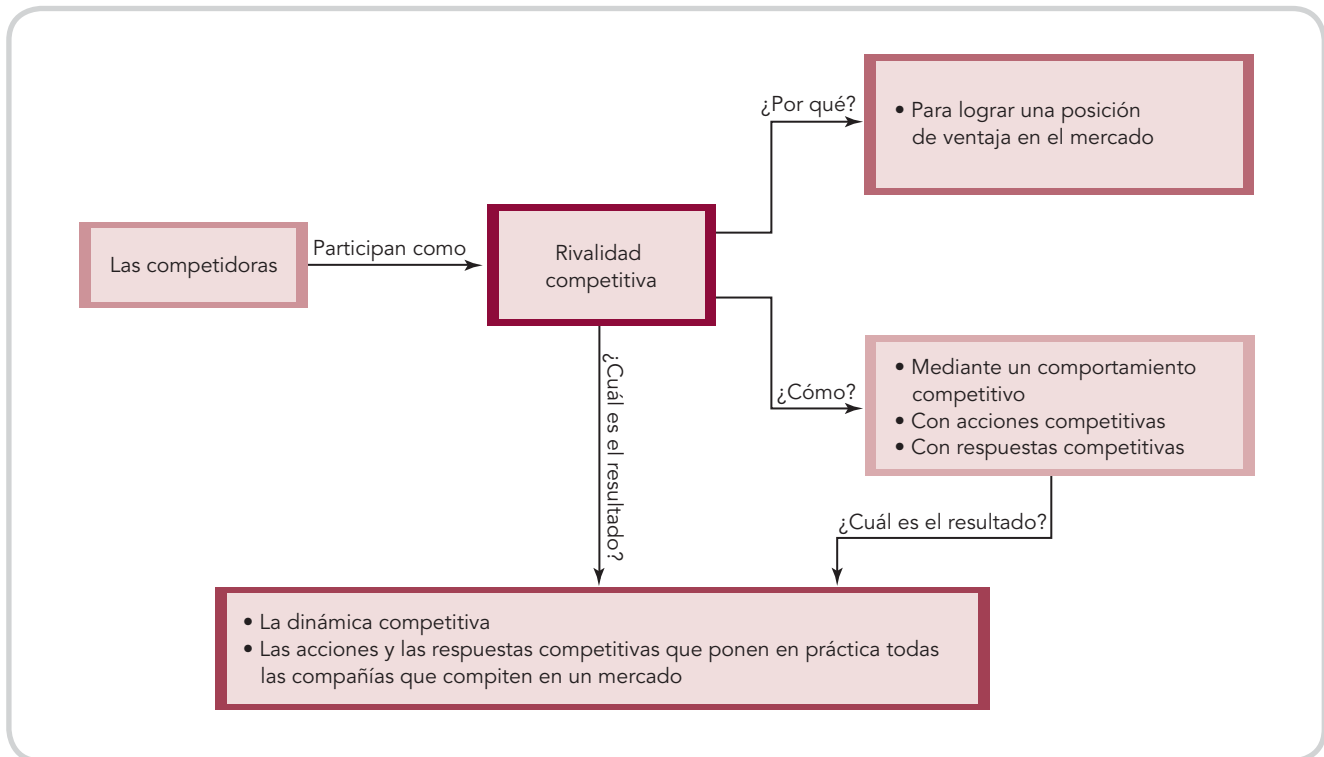 Las competidoras
Participan como
Rivalidad
competitiva
¿Por qué?
• Para lograr una posición
de ventaja en el mercado
¿Cómo?
• Mediante un comportamiento
competitivo
• Con acciones competitivas
• Con respuestas competitivas
¿Cuál es el resultado?
¿Cuál es el resultado?
• La dinámica competitiva
• Las acciones y las respuestas competitivas que ponen en práctica todas
las compañías que compiten en un mercado